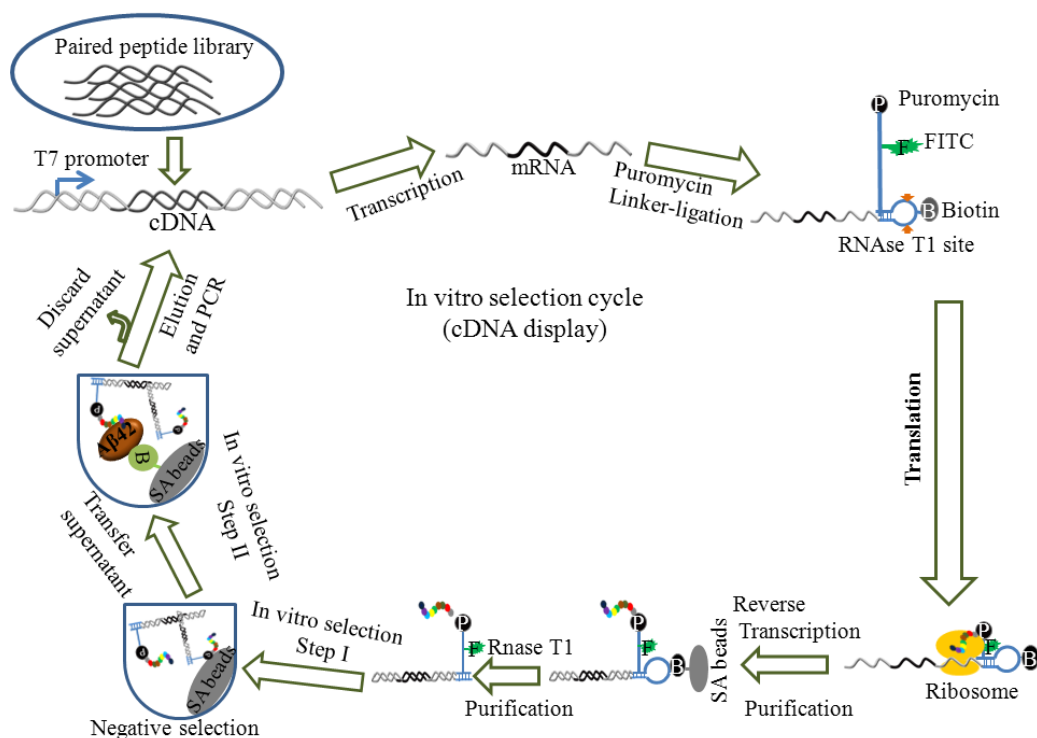 Paired peptide library
T7 promoter
cDNA
Transcription
mRNA
Puromycin
Linker-ligation
P
Puromycin
F
FITC
B
Biotin
RNAse T1 site
In vitro selection cycle
(cDNA display)
Translation
P
F
B
Ribosome
Reverse
Transcription
Purification
SA beads
P
F
B
Rnase T1
Purification
P
F
In vitro selection
Step I
SA beads
Negative selection
Transfer
supernatant
In vitro selection
Step II
Aβ42
B
SA beads
Discard
supernatant
Elution
and PCR